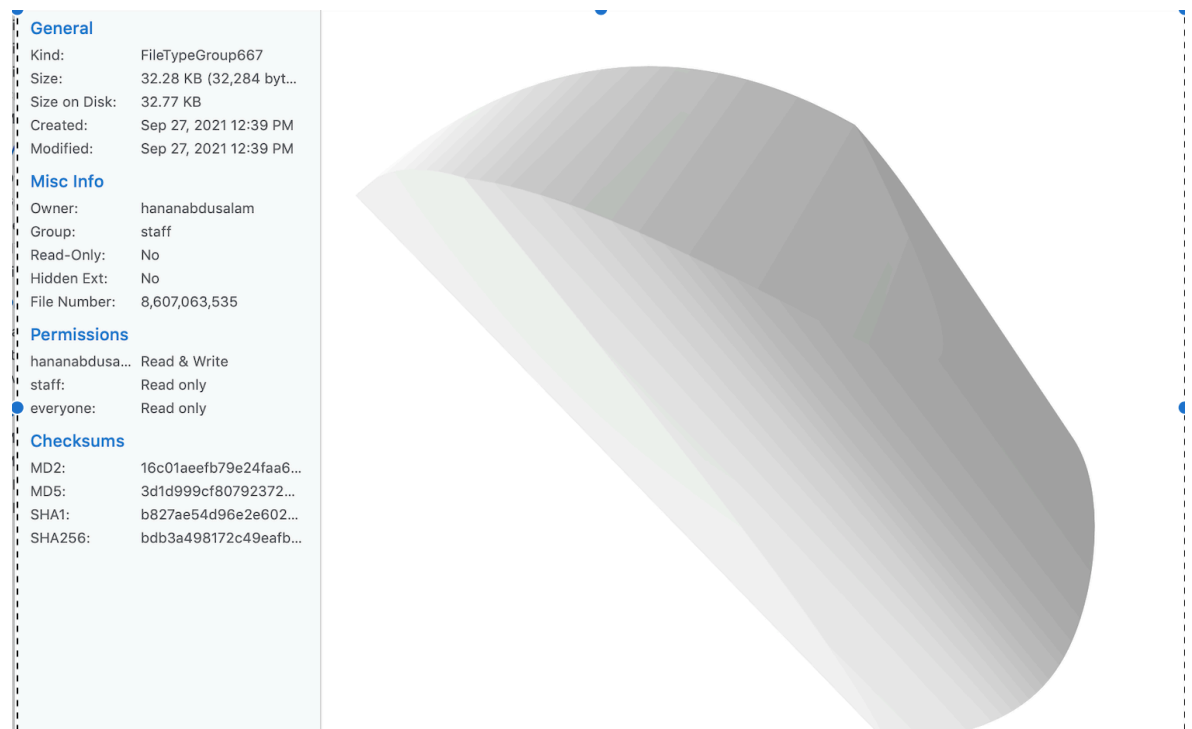 General
Kind: FileTypeGroup667
Size: 32.28 KB (32,284 byt...
Size on Disk: 32.77 KB
Created: Sep 27, 2021 12:39 PM
Modified: Sep 27, 2021 12:39 PM
Misc Info
Owner: hananabdusalam
Group: staff
Read-Only: No
Hidden Ext: No
File Number: 8,607,063,535
Permissions
hananabdusa... Read & Write
staff: Read only
everyone: Read only
Checksums
MD2: 16c01aeefb79e24faa6...
MD5: 3d1d999cf80792372...
SHA1: b827ae54d96e2e602...
SHA256: bdb3a498172c49eafb...